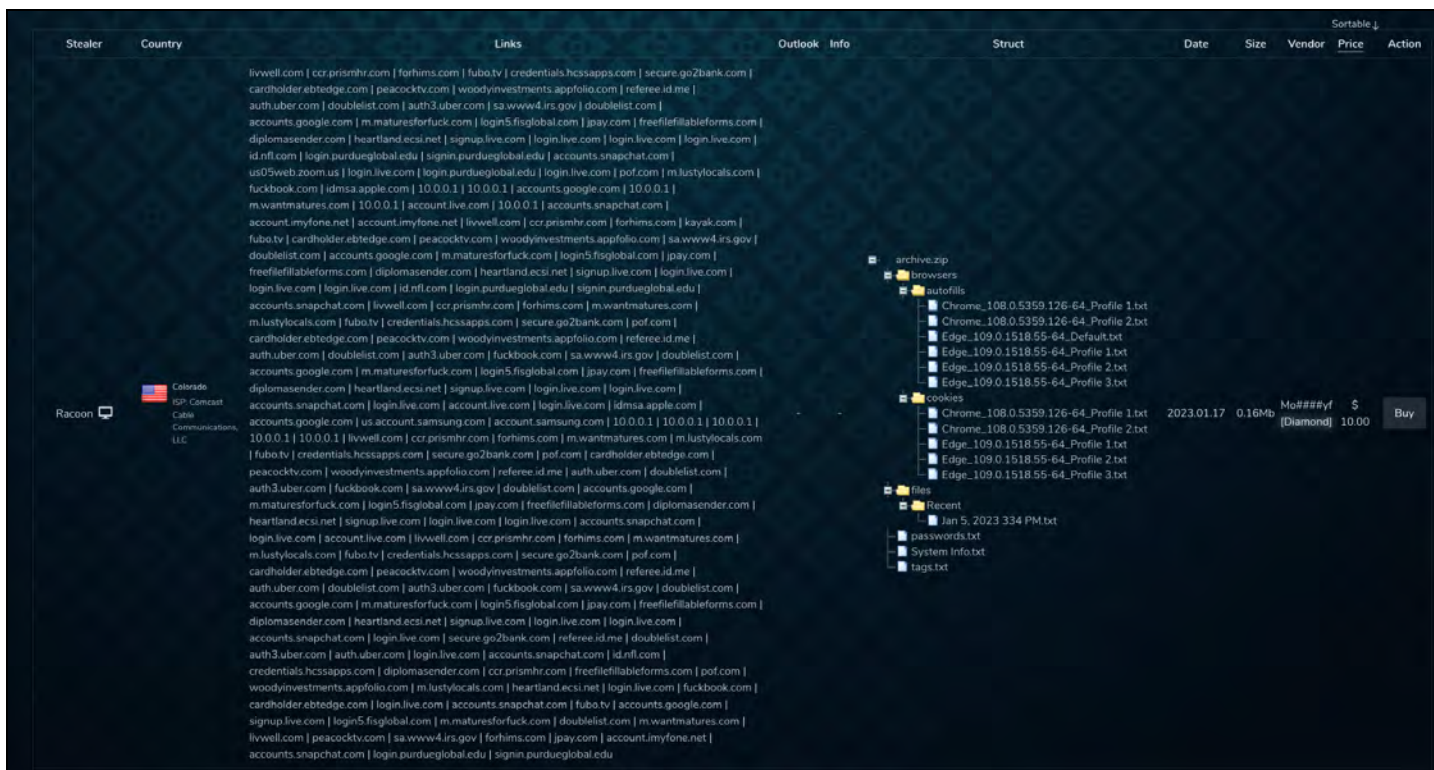 Sortable ↓
Stealer Country Links Outlook Info Struct Date Size Vendor Price Action
livwell.com | ccr.prismhr.com | forhims.com | fubo.tv | credentials.hcssapps.com | secure.go2bank.com |
cardholder.ebtedge.com | peacocktv.com | woodyinvestments.appfolio.com | referee.id.me |
auth.uber.com | doublelist.com | auth3.uber.com | sa.www4.irs.gov | doublelist.com |
accounts.google.com | m.maturesforfuck.com | login5.fisglobal.com | jpay.com | freefilefillableforms.com |
diplomasender.com | heartland.ecsi.net | signup.live.com | login.live.com | login.live.com | login.live.com |
id.nfl.com | login.purdueglobal.edu | signin.purdueglobal.edu | accounts.snapchat.com |
us05web.zoom.us | login.live.com | login.purdueglobal.edu | login.live.com | pof.com | m.lustylocals.com |
fuckbook.com | idmsa.apple.com | 10.0.0.1 | 10.0.0.1 | accounts.google.com | 10.0.0.1 |
m.wantmatures.com | 10.0.0.1 | account.live.com | 10.0.0.1 | accounts.snapchat.com |
account.imyfone.net | account.imyfone.net | livwell.com | ccr.prismhr.com | forhims.com | kayak.com |
fubo.tv | cardholder.ebtedge.com | peacocktv.com | woodyinvestments.appfolio.com | sa.www4.irs.gov |
doublelist.com | accounts.google.com | m.maturesforfuck.com | login5.fisglobal.com | jpay.com |
freefilefillableforms.com | diplomasender.com | heartland.ecsi.net | signup.live.com | login.live.com |
login.live.com | login.live.com | id.nfl.com | login.purdueglobal.edu | signin.purdueglobal.edu |
accounts.snapchat.com | livwell.com | ccr.prismhr.com | forhims.com | m.wantmatures.com |
m.lustylocals.com | fubo.tv | credentials.hcssapps.com | secure.go2bank.com | pof.com |
cardholder.ebtedge.com | peacocktv.com | woodyinvestments.appfolio.com | referee.id.me |
auth.uber.com | doublelist.com | auth3.uber.com | fuckbook.com | sa.www4.irs.gov | doublelist.com |
accounts.google.com | m.maturesforfuck.com | login5.fisglobal.com | jpay.com | freefilefillableforms.com |
diplomasender.com | heartland.ecsi.net | signup.live.com | login.live.com | login.live.com |
accounts.snapchat.com | login.live.com | account.live.com | login.live.com | idmsa.apple.com |
accounts.google.com | us.account.samsung.com | account.samsung.com | 10.0.0.1 | 10.0.0.1 | 10.0.0.1 |
10.0.0.1 | 10.0.0.1 | livwell.com | ccr.prismhr.com | forhims.com | m.wantmatures.com | m.lustylocals.com
| fubo.tv | credentials.hcssapps.com | secure.go2bank.com | pof.com | cardholder.ebtedge.com |
peacocktv.com | woodyinvestments.appfolio.com | referee.id.me | auth.uber.com | doublelist.com |
auth3.uber.com | fuckbook.com | sa.www4.irs.gov | doublelist.com | accounts.google.com |
m.maturesforfuck.com | login5.fisglobal.com | jpay.com | freefilefillableforms.com | diplomasender.com |
heartland.ecsi.net | signup.live.com | login.live.com | login.live.com | accounts.snapchat.com |
login.live.com | account.live.com | livwell.com | ccr.prismhr.com | forhims.com | m.wantmatures.com |
m.lustylocals.com | fubo.tv | credentials.hcssapps.com | secure.go2bank.com | pof.com |
cardholder.ebtedge.com | peacocktv.com | woodyinvestments.appfolio.com | referee.id.me |
auth.uber.com | doublelist.com | auth3.uber.com | fuckbook.com | sa.www4.irs.gov | doublelist.com |
accounts.google.com | m.maturesforfuck.com | login5.fisglobal.com | jpay.com | freefilefillableforms.com |
diplomasender.com | heartland.ecsi.net | signup.live.com | login.live.com | login.live.com |
accounts.snapchat.com | login.live.com | secure.go2bank.com | referee.id.me | doublelist.com |
auth3.uber.com | auth.uber.com | login.live.com | accounts.snapchat.com | id.nfl.com |
credentials.hcssapps.com | diplomasender.com | ccr.prismhr.com | freefilefillableforms.com | pof.com |
woodyinvestments.appfolio.com | m.lustylocals.com | heartland.ecsi.net | login.live.com | fuckbook.com |
cardholder.ebtedge.com | login.live.com | accounts.snapchat.com | fubo.tv | accounts.google.com |
signup.live.com | login5.fisglobal.com | m.maturesforfuck.com | doublelist.com | m.wantmatures.com |
livwell.com | peacocktv.com | sa.www4.irs.gov | forhims.com | jpay.com | account.imyfone.net |
accounts.snapchat.com | login.purdueglobal.edu | signin.purdueglobal.edu
Racoon
Colorado
ISP: Comcast
Cable
Communications,
LLC
- -
archive.zip
browsers
autofills
Chrome_108.0.5359.126-64_Profile 1.txt
Chrome_108.0.5359.126-64_Profile 2.txt
Edge_109.0.1518.55-64_Default.txt
Edge_109.0.1518.55-64_Profile 1.txt
Edge_109.0.1518.55-64_Profile 2.txt
Edge_109.0.1518.55-64_Profile 3.txt
cookies
Chrome_108.0.5359.126-64_Profile 1.txt
Chrome_108.0.5359.126-64_Profile 2.txt
Edge_109.0.1518.55-64_Profile 1.txt
Edge_109.0.1518.55-64_Profile 2.txt
Edge_109.0.1518.55-64_Profile 3.txt
files
Recent
Jan 5, 2023 334 PM.txt
passwords.txt
System Info.txt
tags.txt
2023.01.17
0.16Mb
Mo####yf
[Diamond]
$
10.00
Buy